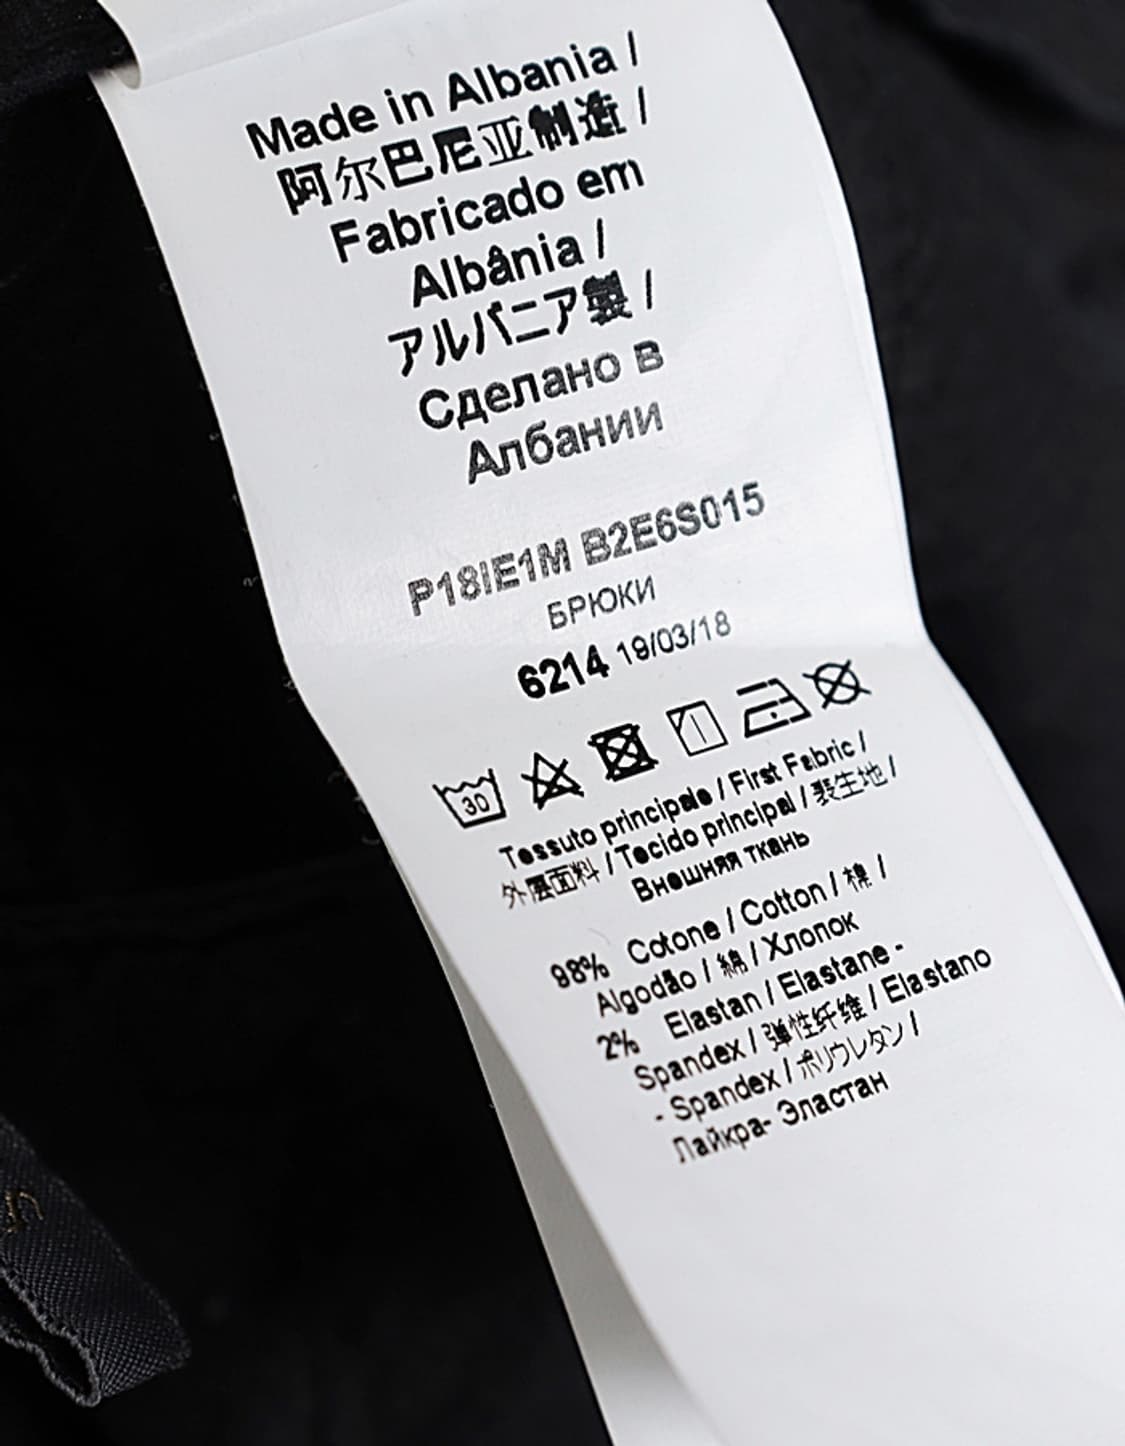 Made in Albania /
阿尔巴尼亚制造 /
Fabricado em
Albânia /
アルバニア製 /
Сделано в
Албании
P18IE1M B2E6S015
БРЮКИ
6214 19/03/18
30
Tessuto principale / First Fabric /
外层面料 / Tecido principal / 表生地 /
Внешняя ткань
98% Cotone / Cotton / 棉 /
Algodão / 綿 / Хлопок
2% Elastan / Elastane -
Spandex / 弹性纤维 / Elastano
- Spandex / ポリウレタン /
Лайкра- Эластан